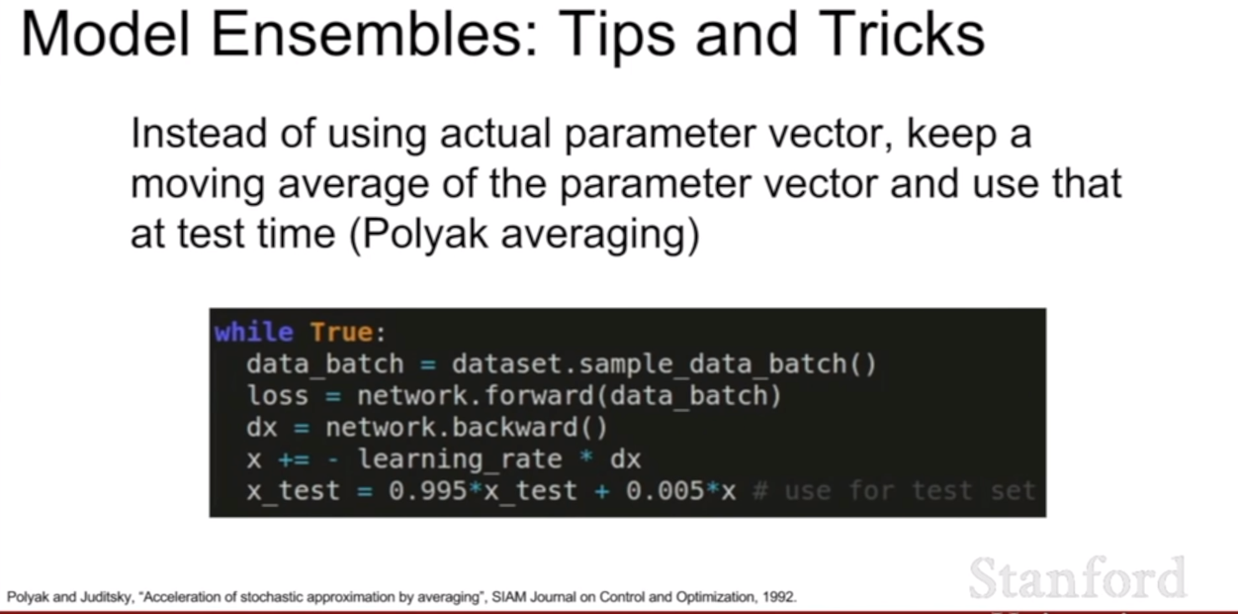 Model Ensembles: Tips and Tricks
Instead of using actual parameter vector, keep a
moving average of the parameter vector and use that
at test time (Polyak averaging)
while True:
data_batch = dataset.sample_data_batch()
loss = network.forward(data_batch)
dx = network.backward()
x += - learning_rate * dx
x_test = 0.995*x_test + 0.005*x # use for test set
Polyak and Juditsky, "Acceleration of stochastic approximation by averaging", SIAM Journal on Control and Optimization, 1992.
Stanford